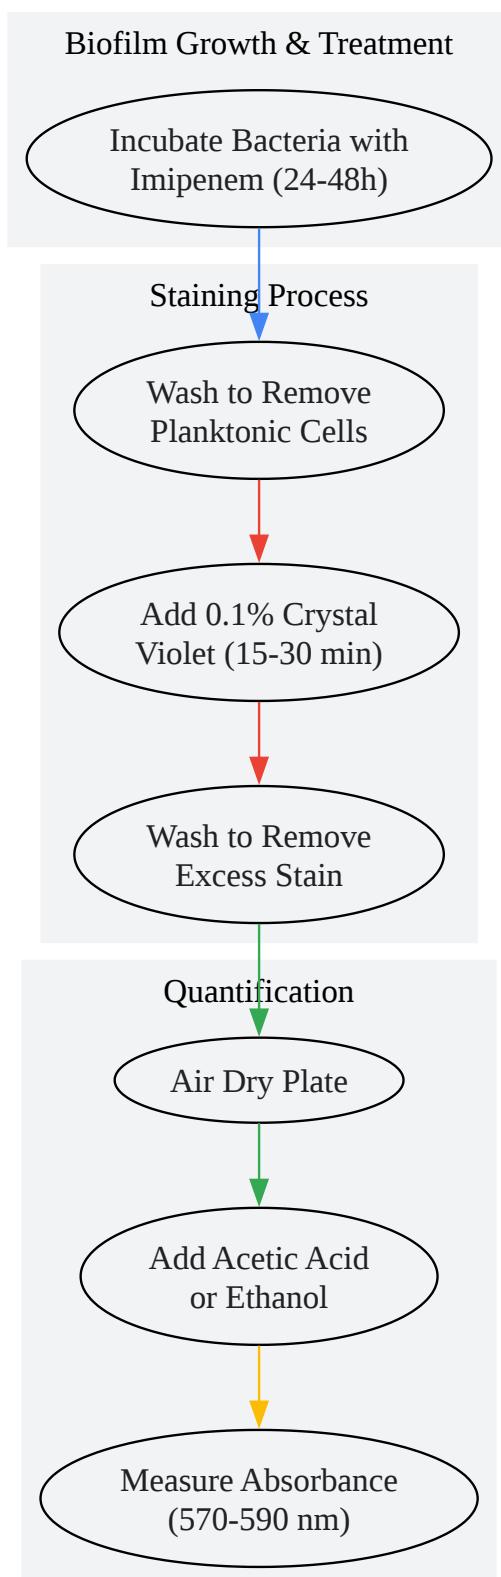 Biofilm Growth & Treatment
Incubate Bacteria with
Imipenem (24-48h)
Staining Process
Wash to Remove
Planktonic Cells
Add 0.1% Crystal
Violet (15-30 min)
Wash to Remove
Excess Stain
Quantification
Air Dry Plate
Add Acetic Acid
or Ethanol
Measure Absorbance
(570-590 nm)